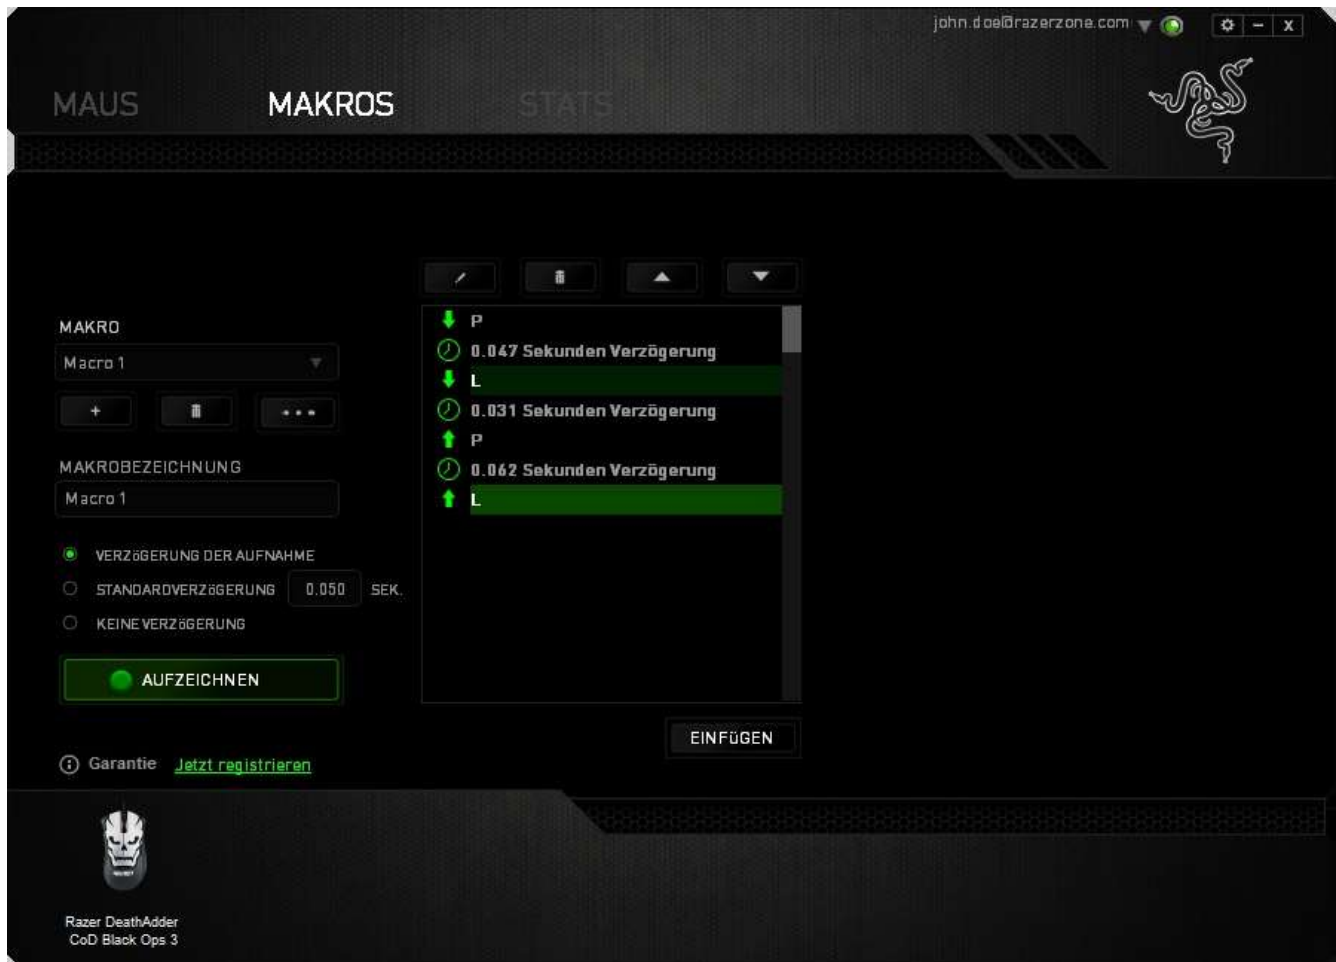 john.doe@razerzone.com
MAUS MAKROS STATS
MAKRO
Macro 1
MAKROBEZEICHNUNG
Macro 1
VERZöGERUNG DER AUFNAHME
STANDARDVERZöGERUNG 0.050 SEK.
KEINE VERZöGERUNG
AUFZEICHNEN
P
0.047 Sekunden Verzögerung
L
0.031 Sekunden Verzögerung
P
0.062 Sekunden Verzögerung
L
EINFüGEN
Garantie Jetzt registrieren
Razer DeathAdder
CoD Black Ops 3